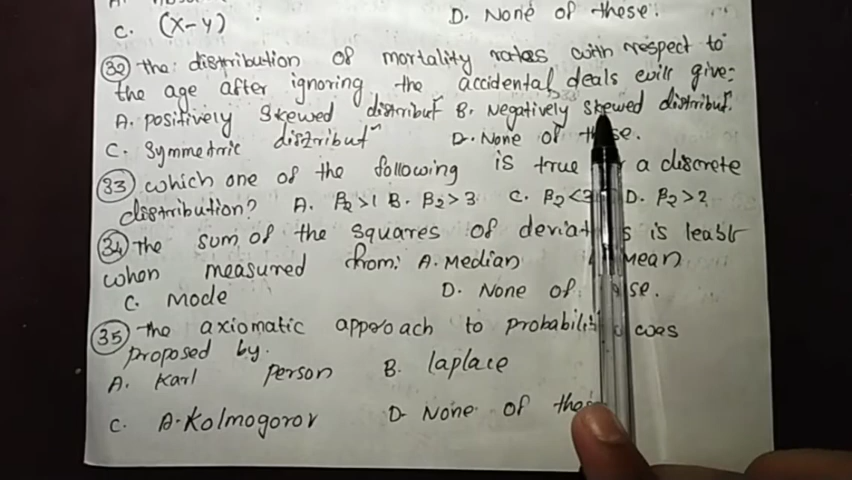 C. (x-y)
D. None of these.
32 the distribution of mortality rates with respect to
the age after ignoring the accidental deals will give:
A. positively skewed distribut B. Negatively skewed distribut.
C. symmetric distribut D. None of
33 which one of the following is true a discrete
distribution? A. β2>1 B. β2>3 C. β2<3 D. β2>2
34 The sum of the squares of is least
when measured from: A. Median Mean
C. Mode D. None of
35 the axiomatic approach to was
proposed by.
A. Karl person B. laplace
C. A. Kolmogorov D. None of